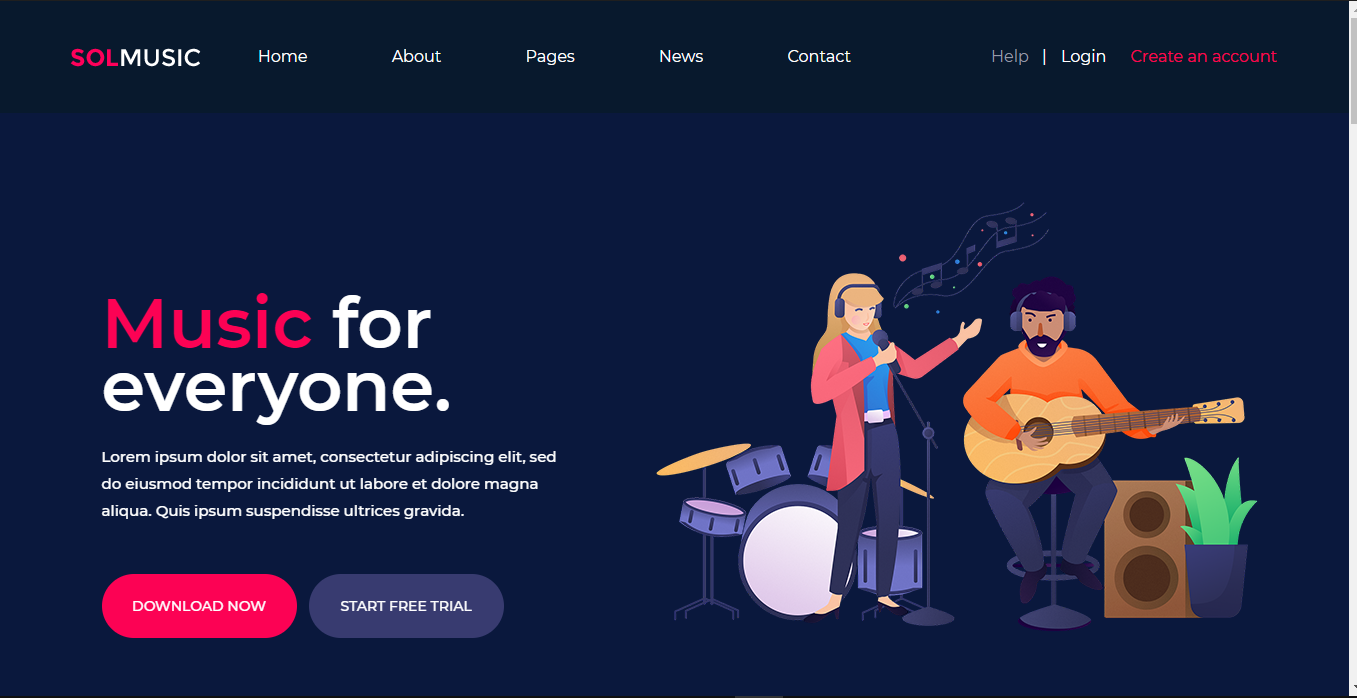 SOLMUSIC Home About Pages News Contact Help | Login Create an account
Music for
everyone.
Lorem ipsum dolor sit amet, consectetur adipiscing elit, sed
do eiusmod tempor incididunt ut labore et dolore magna
aliqua. Quis ipsum suspendisse ultrices gravida.
DOWNLOAD NOW START FREE TRIAL